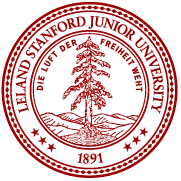 LELAND STANFORD JUNIOR UNIVERSITY
DIE LUFT DER FREIHEIT WEHT
1891